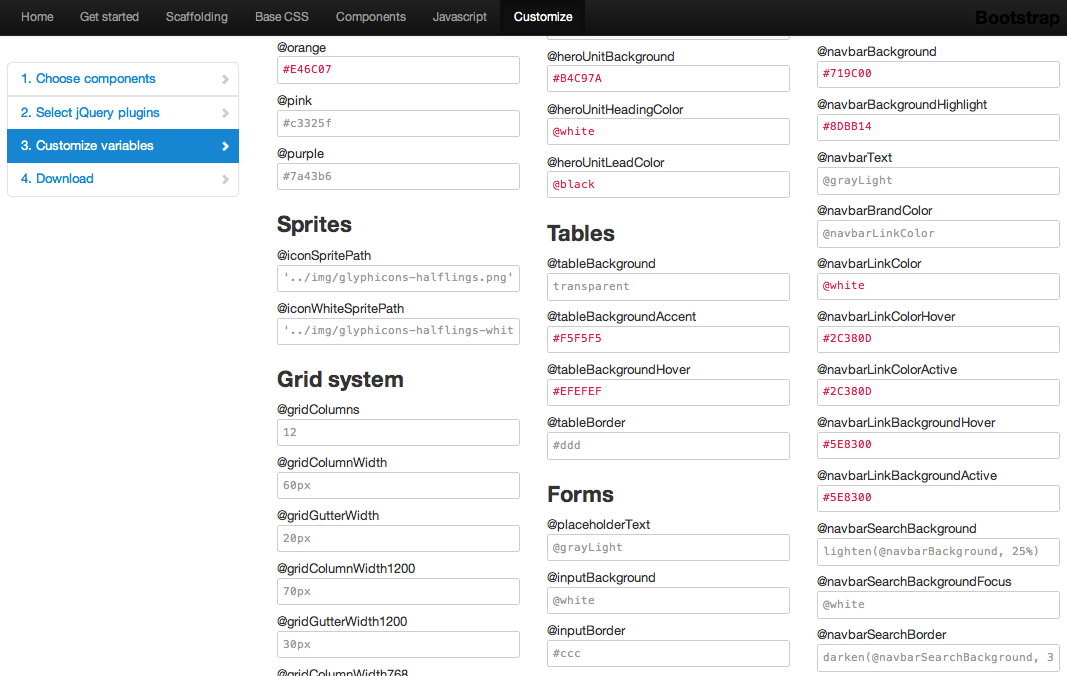 Home Get started Scaffolding Base CSS Components Javascript Customize Bootstrap
1. Choose components
2. Select jQuery plugins
3. Customize variables
4. Download
@orange
#E46C07
@pink
#c3325f
@purple
#7a43b6
Sprites
@iconSpritePath
'../img/glyphicons-halflings.png'
@iconWhiteSpritePath
'../img/glyphicons-halflings-whit
Grid system
@gridColumns
12
@gridColumnWidth
60px
@gridGutterWidth
20px
@gridColumnWidth1200
70px
@gridGutterWidth1200
30px
@gridColumnWidth768
@heroUnitBackground
#B4C97A
@heroUnitHeadingColor
@white
@heroUnitLeadColor
@black
Tables
@tableBackground
transparent
@tableBackgroundAccent
#F5F5F5
@tableBackgroundHover
#EFEFEF
@tableBorder
#ddd
Forms
@placeholderText
@grayLight
@inputBackground
@white
@inputBorder
#ccc
@navbarBackground
#719C00
@navbarBackgroundHighlight
#8DBB14
@navbarText
@grayLight
@navbarBrandColor
@navbarLinkColor
@navbarLinkColor
@white
@navbarLinkColorHover
#2C380D
@navbarLinkColorActive
#2C380D
@navbarLinkBackgroundHover
#5E8300
@navbarLinkBackgroundActive
#5E8300
@navbarSearchBackground
lighten(@navbarBackground, 25%)
@navbarSearchBackgroundFocus
@white
@navbarSearchBorder
darken(@navbarSearchBackground, 3